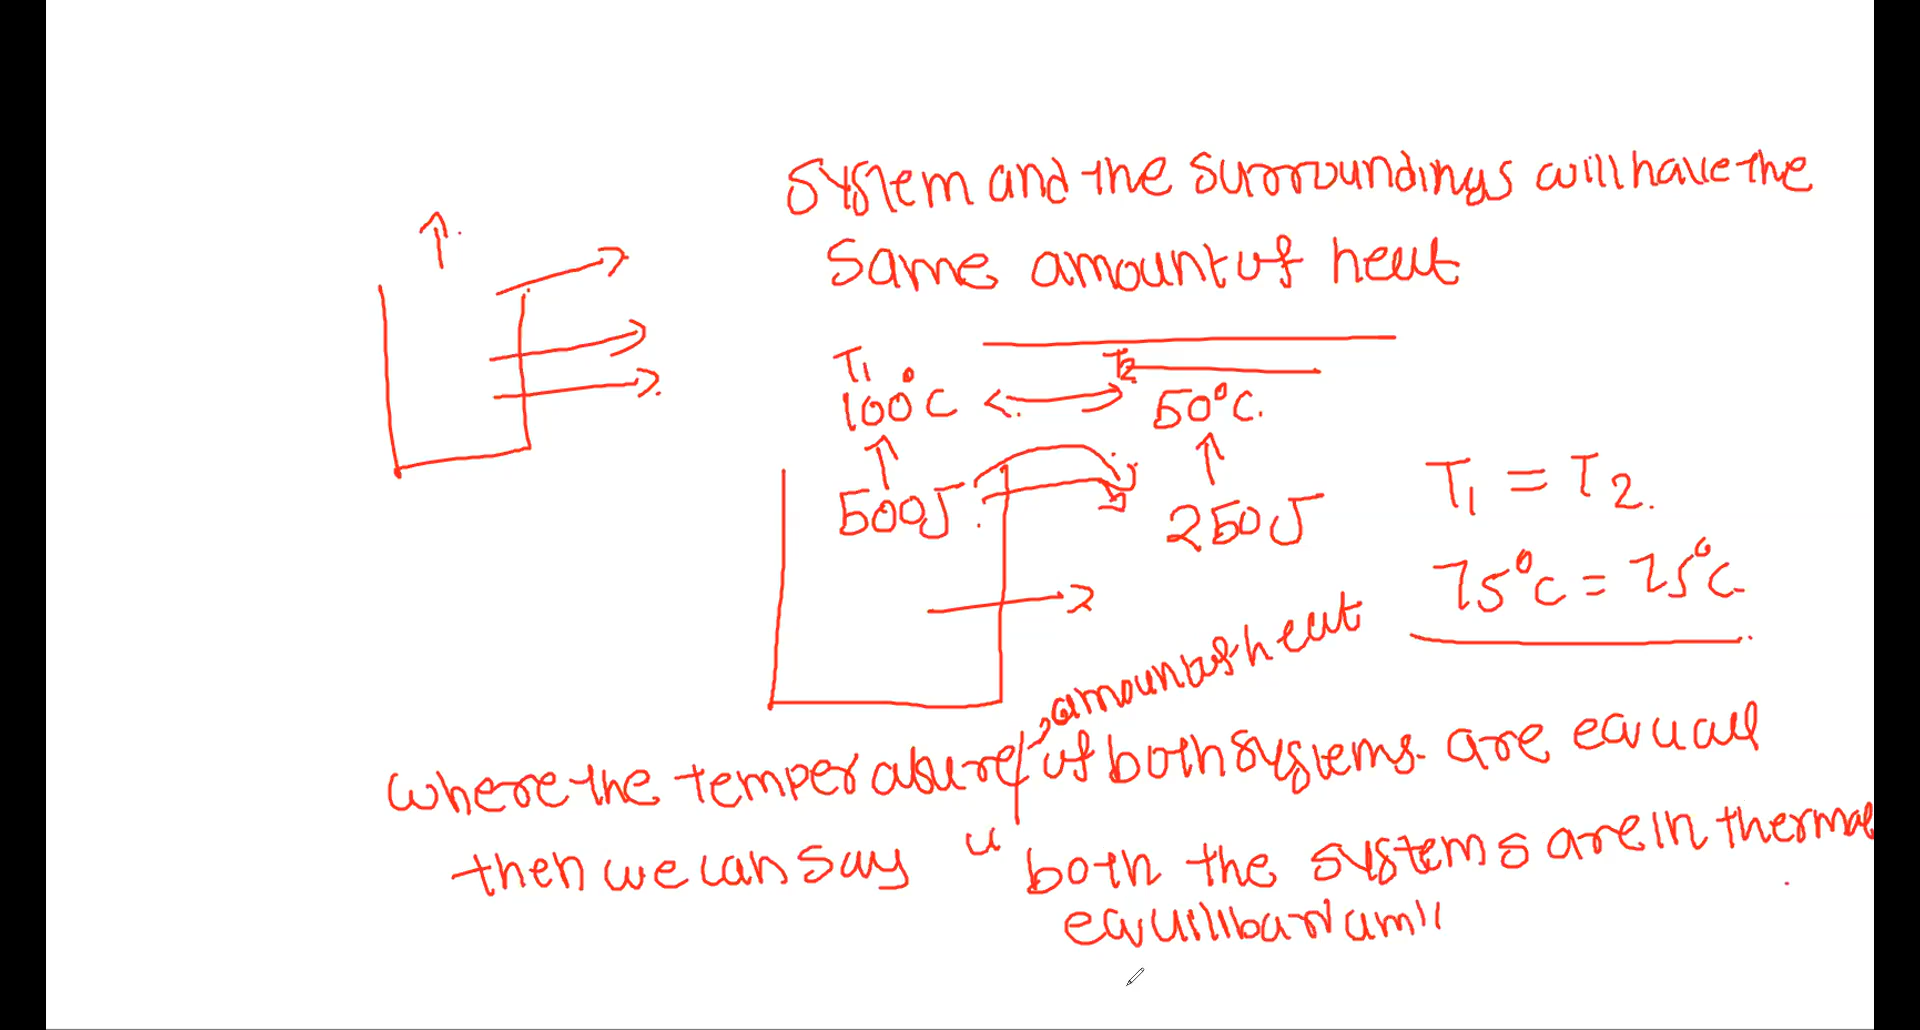 System and the surroundings will have the
same amount of heat
T1 T2
100°C 50°C.
500J 250J
T1 = T2.
75°C = 75°C
amount of heat
where the temperature / of both systems. are equal
then we can say " both the systems are in thermal
equilibrium"